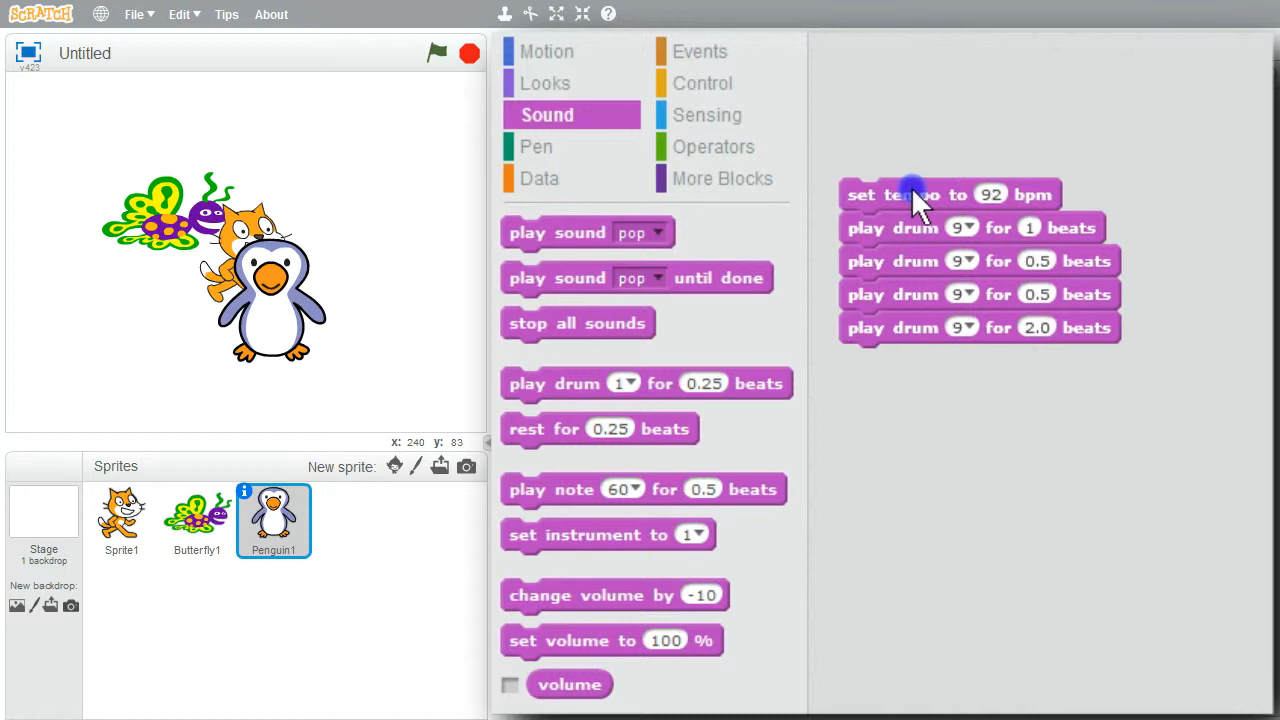 SCRATCH File Edit Tips About
Untitled
v423
Motion Events
Looks Control
Sound Sensing
Pen Operators
Data More Blocks
play sound pop
play sound pop until done
stop all sounds
play drum 1 for 0.25 beats
rest for 0.25 beats
play note 60 for 0.5 beats
set instrument to 1
change volume by -10
set volume to 100 %
volume
set tempo to 92 bpm
play drum 9 for 1 beats
play drum 9 for 0.5 beats
play drum 9 for 0.5 beats
play drum 9 for 2.0 beats
x: 240 y: 83
Sprites New sprite:
Stage
1 backdrop
New backdrop:
Sprite1 Butterfly1 Penguin1